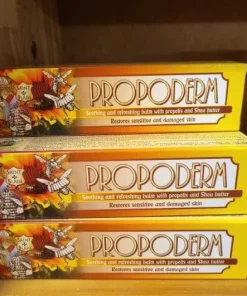 PROPODERM
Soothing and refreshing balm with propolis and Shea butter
Restores sensitive and damaged skin
PROPODERM
Soothing and refreshing balm with propolis and Shea butter
Restores sensitive and damaged skin
PROPODERM
Soothing and refreshing balm with propolis and Shea butter
Restores sensitive and damaged skin